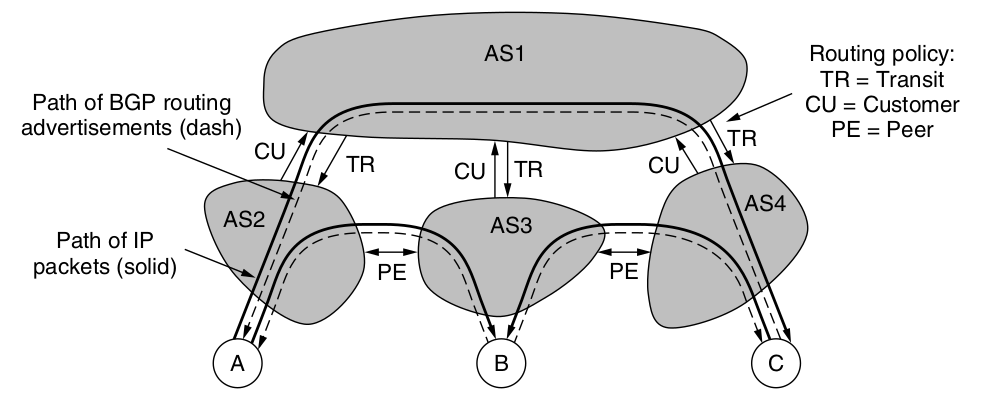 AS1
Routing policy:
TR = Transit
CU = Customer
PE = Peer
Path of BGP routing
advertisements (dash)
CU
TR
CU
TR
CU
TR
AS2
AS3
AS4
Path of IP
packets (solid)
PE
PE
A
B
C